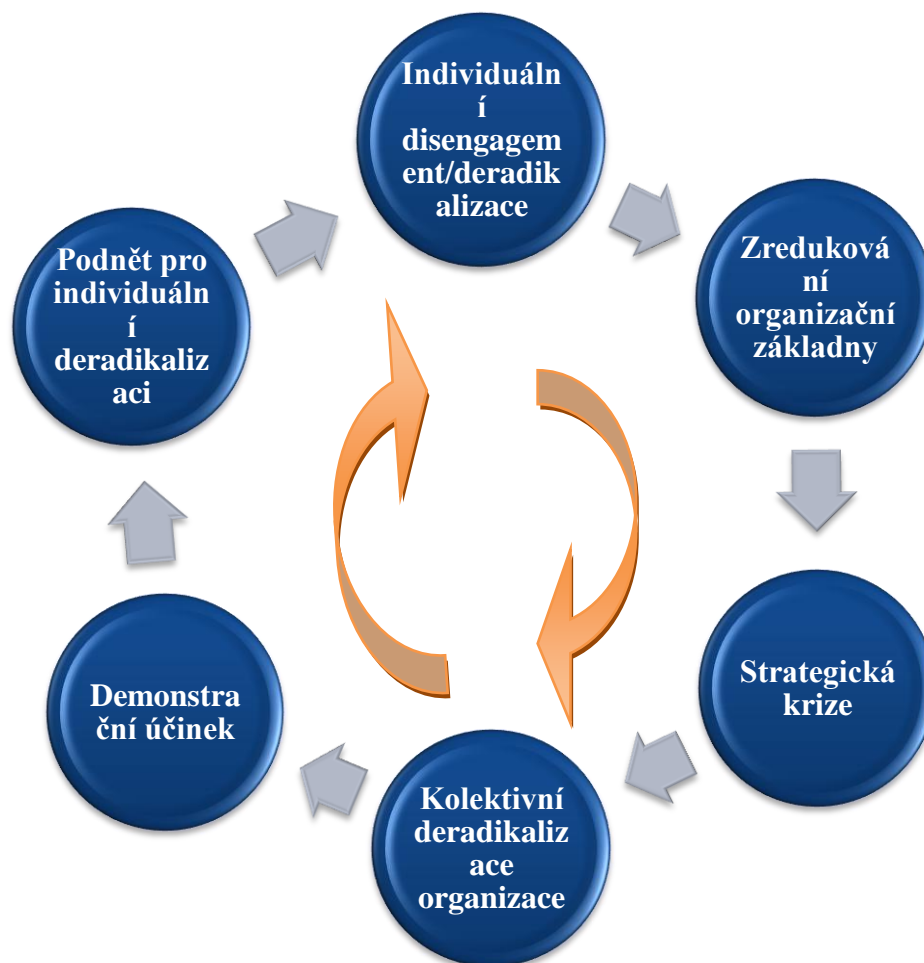 Individuáln
í
disengagem
ent/deradik
alizace
Zreduková
ní
organizační
základny
Strategická
krize
Kolektivní
deradikaliz
ace
organizace
Demonstra
ční účinek
Podnět pro
individuáln
í
deradikaliz
aci